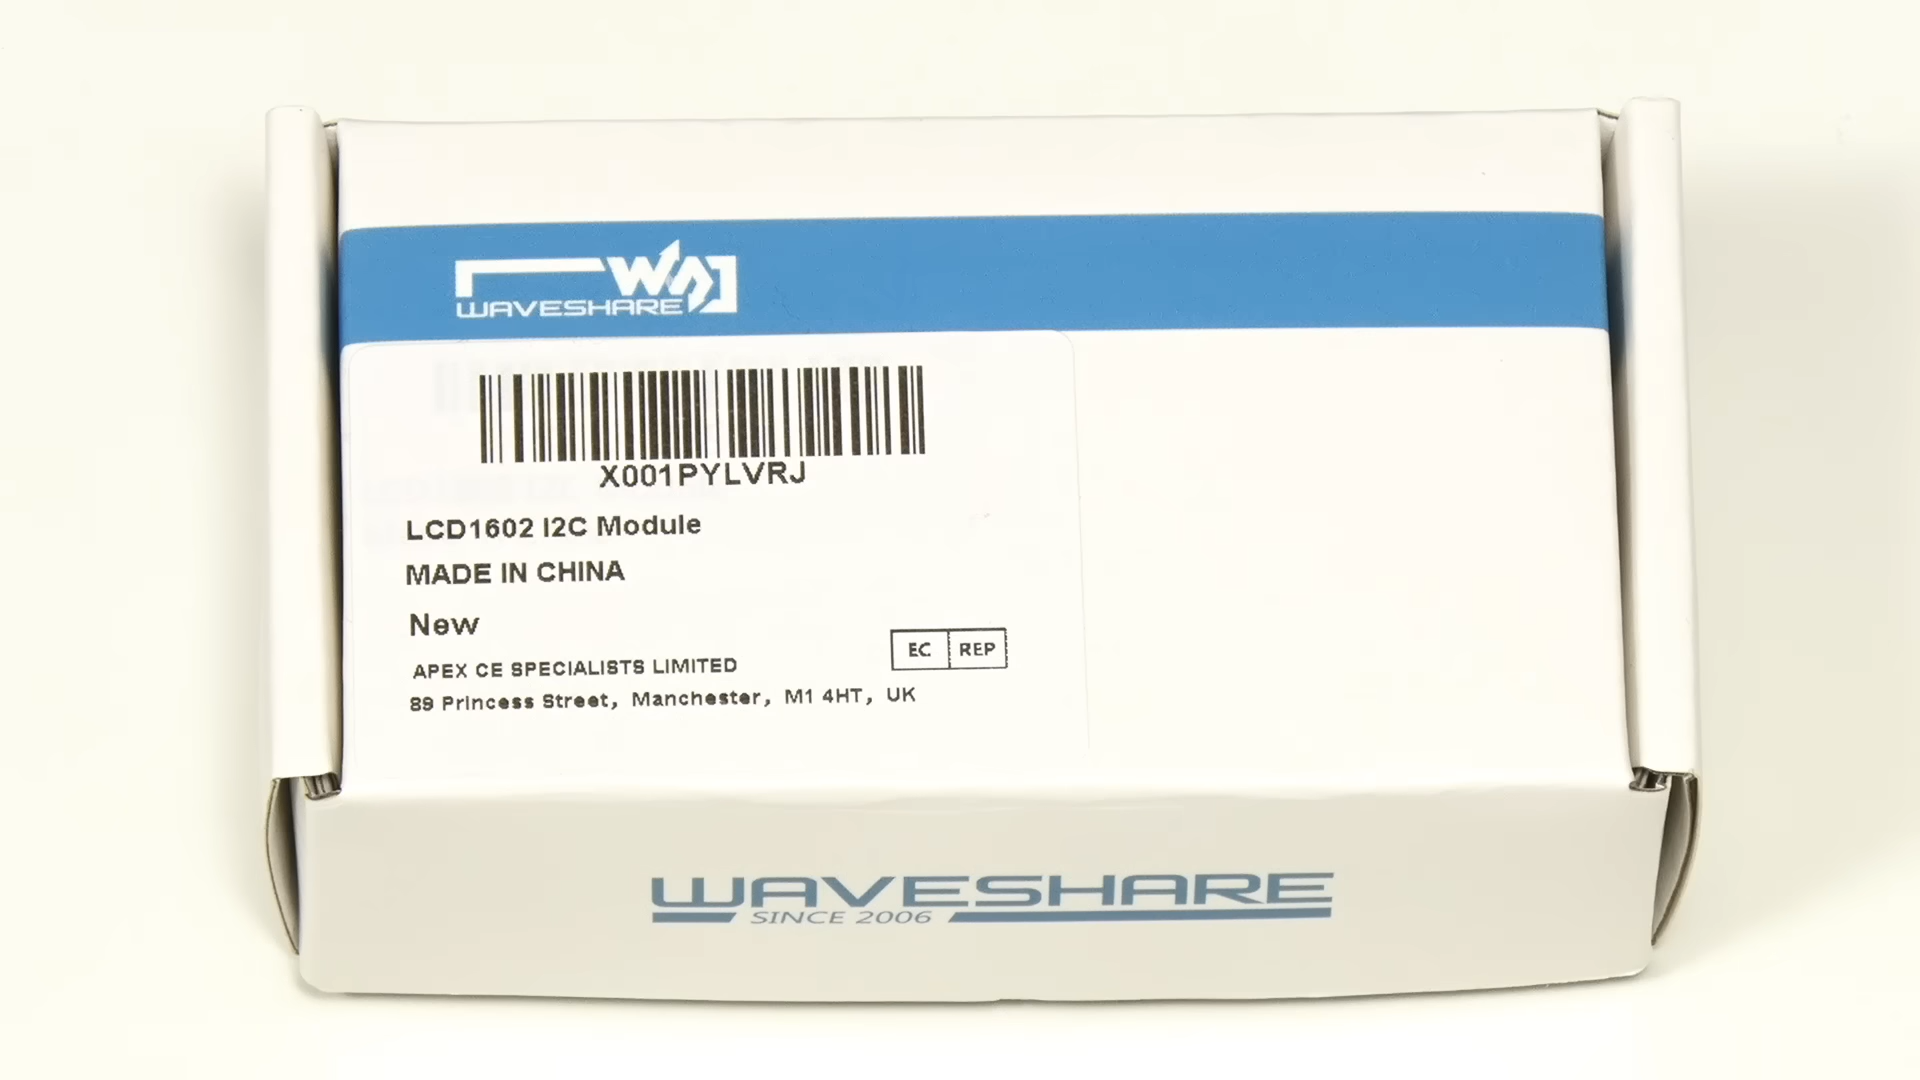 WS
WAVESHARE
X001PYLVRJ
LCD1602 I2C Module
MADE IN CHINA
New
EC REP
APEX CE SPECIALISTS LIMITED
89 Princess Street, Manchester, M1 4HT, UK
WAVESHARE
SINCE 2006